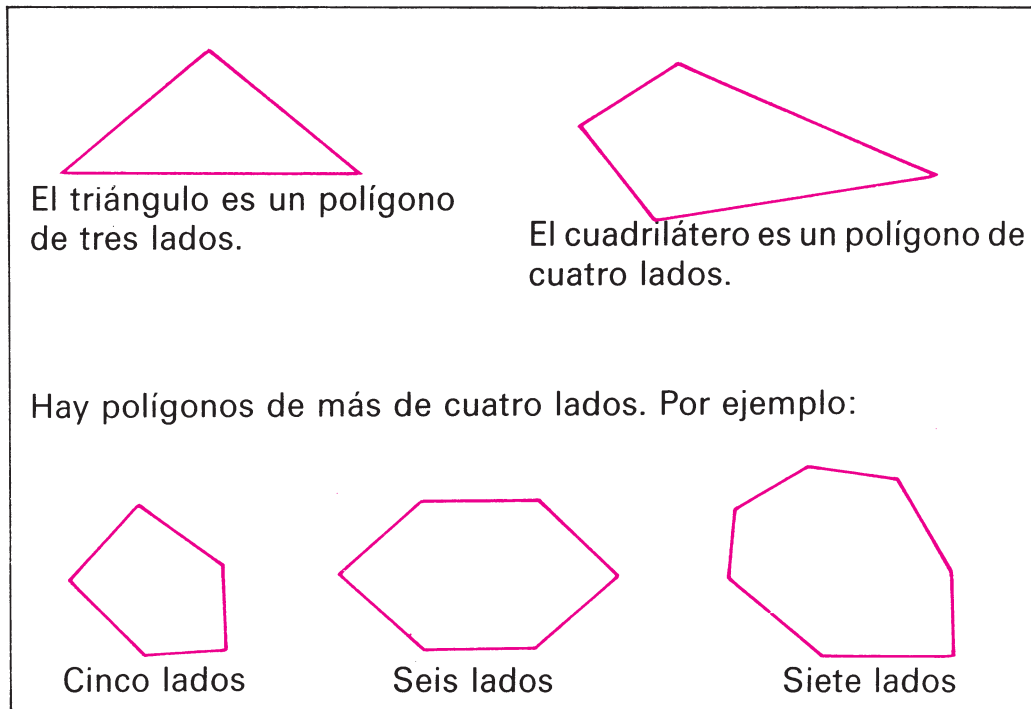 El triángulo es un polígono
de tres lados.
El cuadrilátero es un polígono de
cuatro lados.
Hay polígonos de más de cuatro lados. Por ejemplo:
Cinco lados
Seis lados
Siete lados